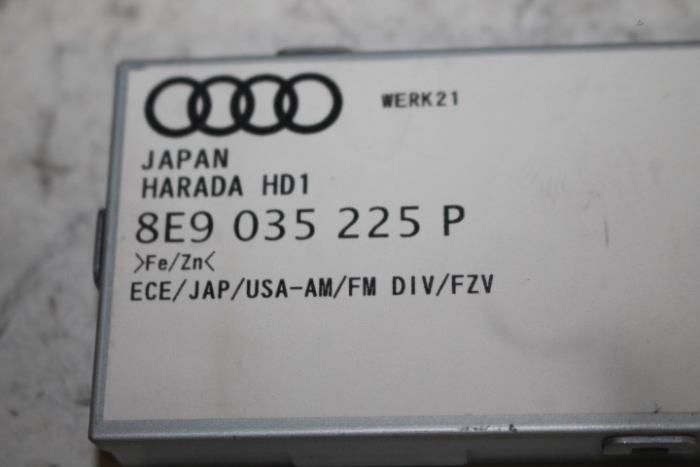 WERK21
JAPAN
HARADA HD1
8E9 035 225 P
>Fe/Zn<
ECE/JAP/USA-AM/FM DIV/FZV